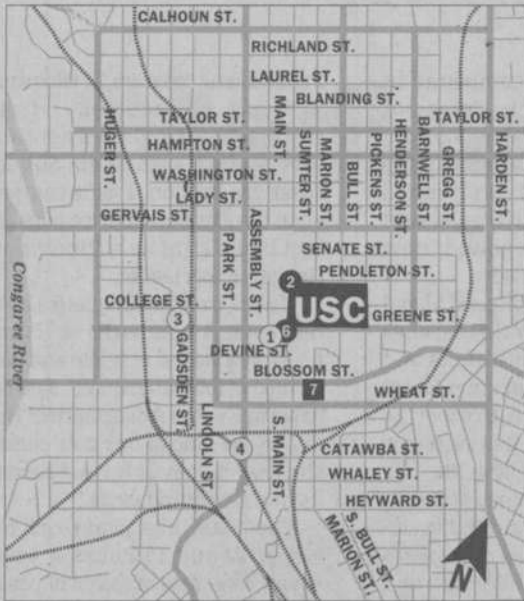 CALHOUN ST.
RICHLAND ST.
LAUREL ST.
BLANDING ST.
TAYLOR ST.
TAYLOR ST.
HAMPTON ST.
WASHINGTON ST.
LADY ST.
GERVAIS ST.
HUGER ST.
MAIN ST.
SUMTER ST.
MARION ST.
BULL ST.
PICKENS ST.
HENDERSON ST.
BARNWELL ST.
GREGG ST.
HARDEN ST.
PARK ST.
ASSEMBLY ST.
SENATE ST.
PENDLETON ST.
2
USC
Congaree River
COLLEGE ST.
3
GREENE ST.
1
6
DEVINE ST.
GADSDEN ST.
BLOSSOM ST.
7
WHEAT ST.
LINCOLN ST.
S. MAIN ST.
4
CATAWBA ST.
WHALEY ST.
HEYWARD ST.
S. BULL ST.
MARION ST.
N